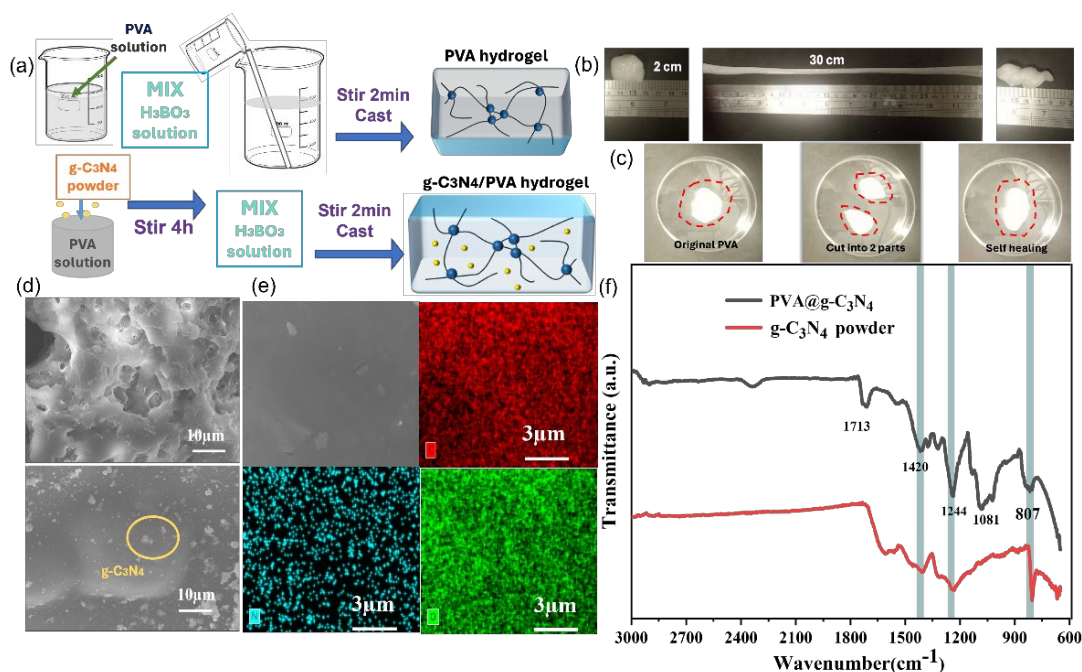 (a)
PVA
solution
MIX
H₃BO₃
solution
Stir 2min
Cast
PVA hydrogel
g-C3N4
powder
PVA
solution
Stir 4h
MIX
H₃BO₃
solution
Stir 2min
Cast
g-C3N4/PVA hydrogel
(b)
2 cm
30 cm
(c)
Original PVA
Cut into 2 parts
Self healing
(d)
10μm
g-C₃N₄
10μm
(e)
3μm
N
3μm
3μm
(f)
PVA@g-C₃N₄
g-C₃N₄ powder
1713
1420
1244
1081
807
Transmittance (a.u.)
3000 2400 1800 1500 1200 900 600
Wavenumber(cm⁻¹)